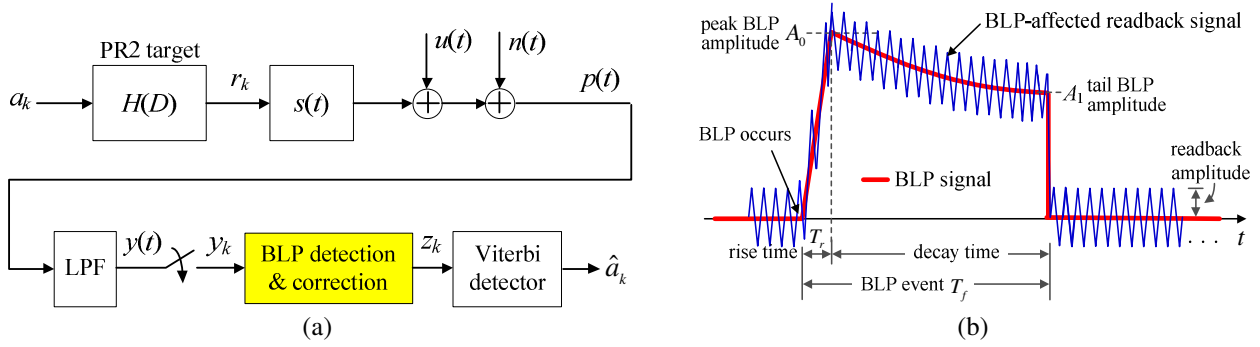 (a)
PR2 target
a_k
H(D)
r_k
s(t)
u(t)
n(t)
p(t)
LPF
y(t)
y_k
BLP detection
& correction
z_k
Viterbi
detector
â_k
(b)
peak BLP
amplitude
A_0
BLP-affected readback signal
A_1
tail BLP
amplitude
BLP occurs
BLP signal
readback
amplitude
t
. . .
rise time
T_r
decay time
BLP event T_f